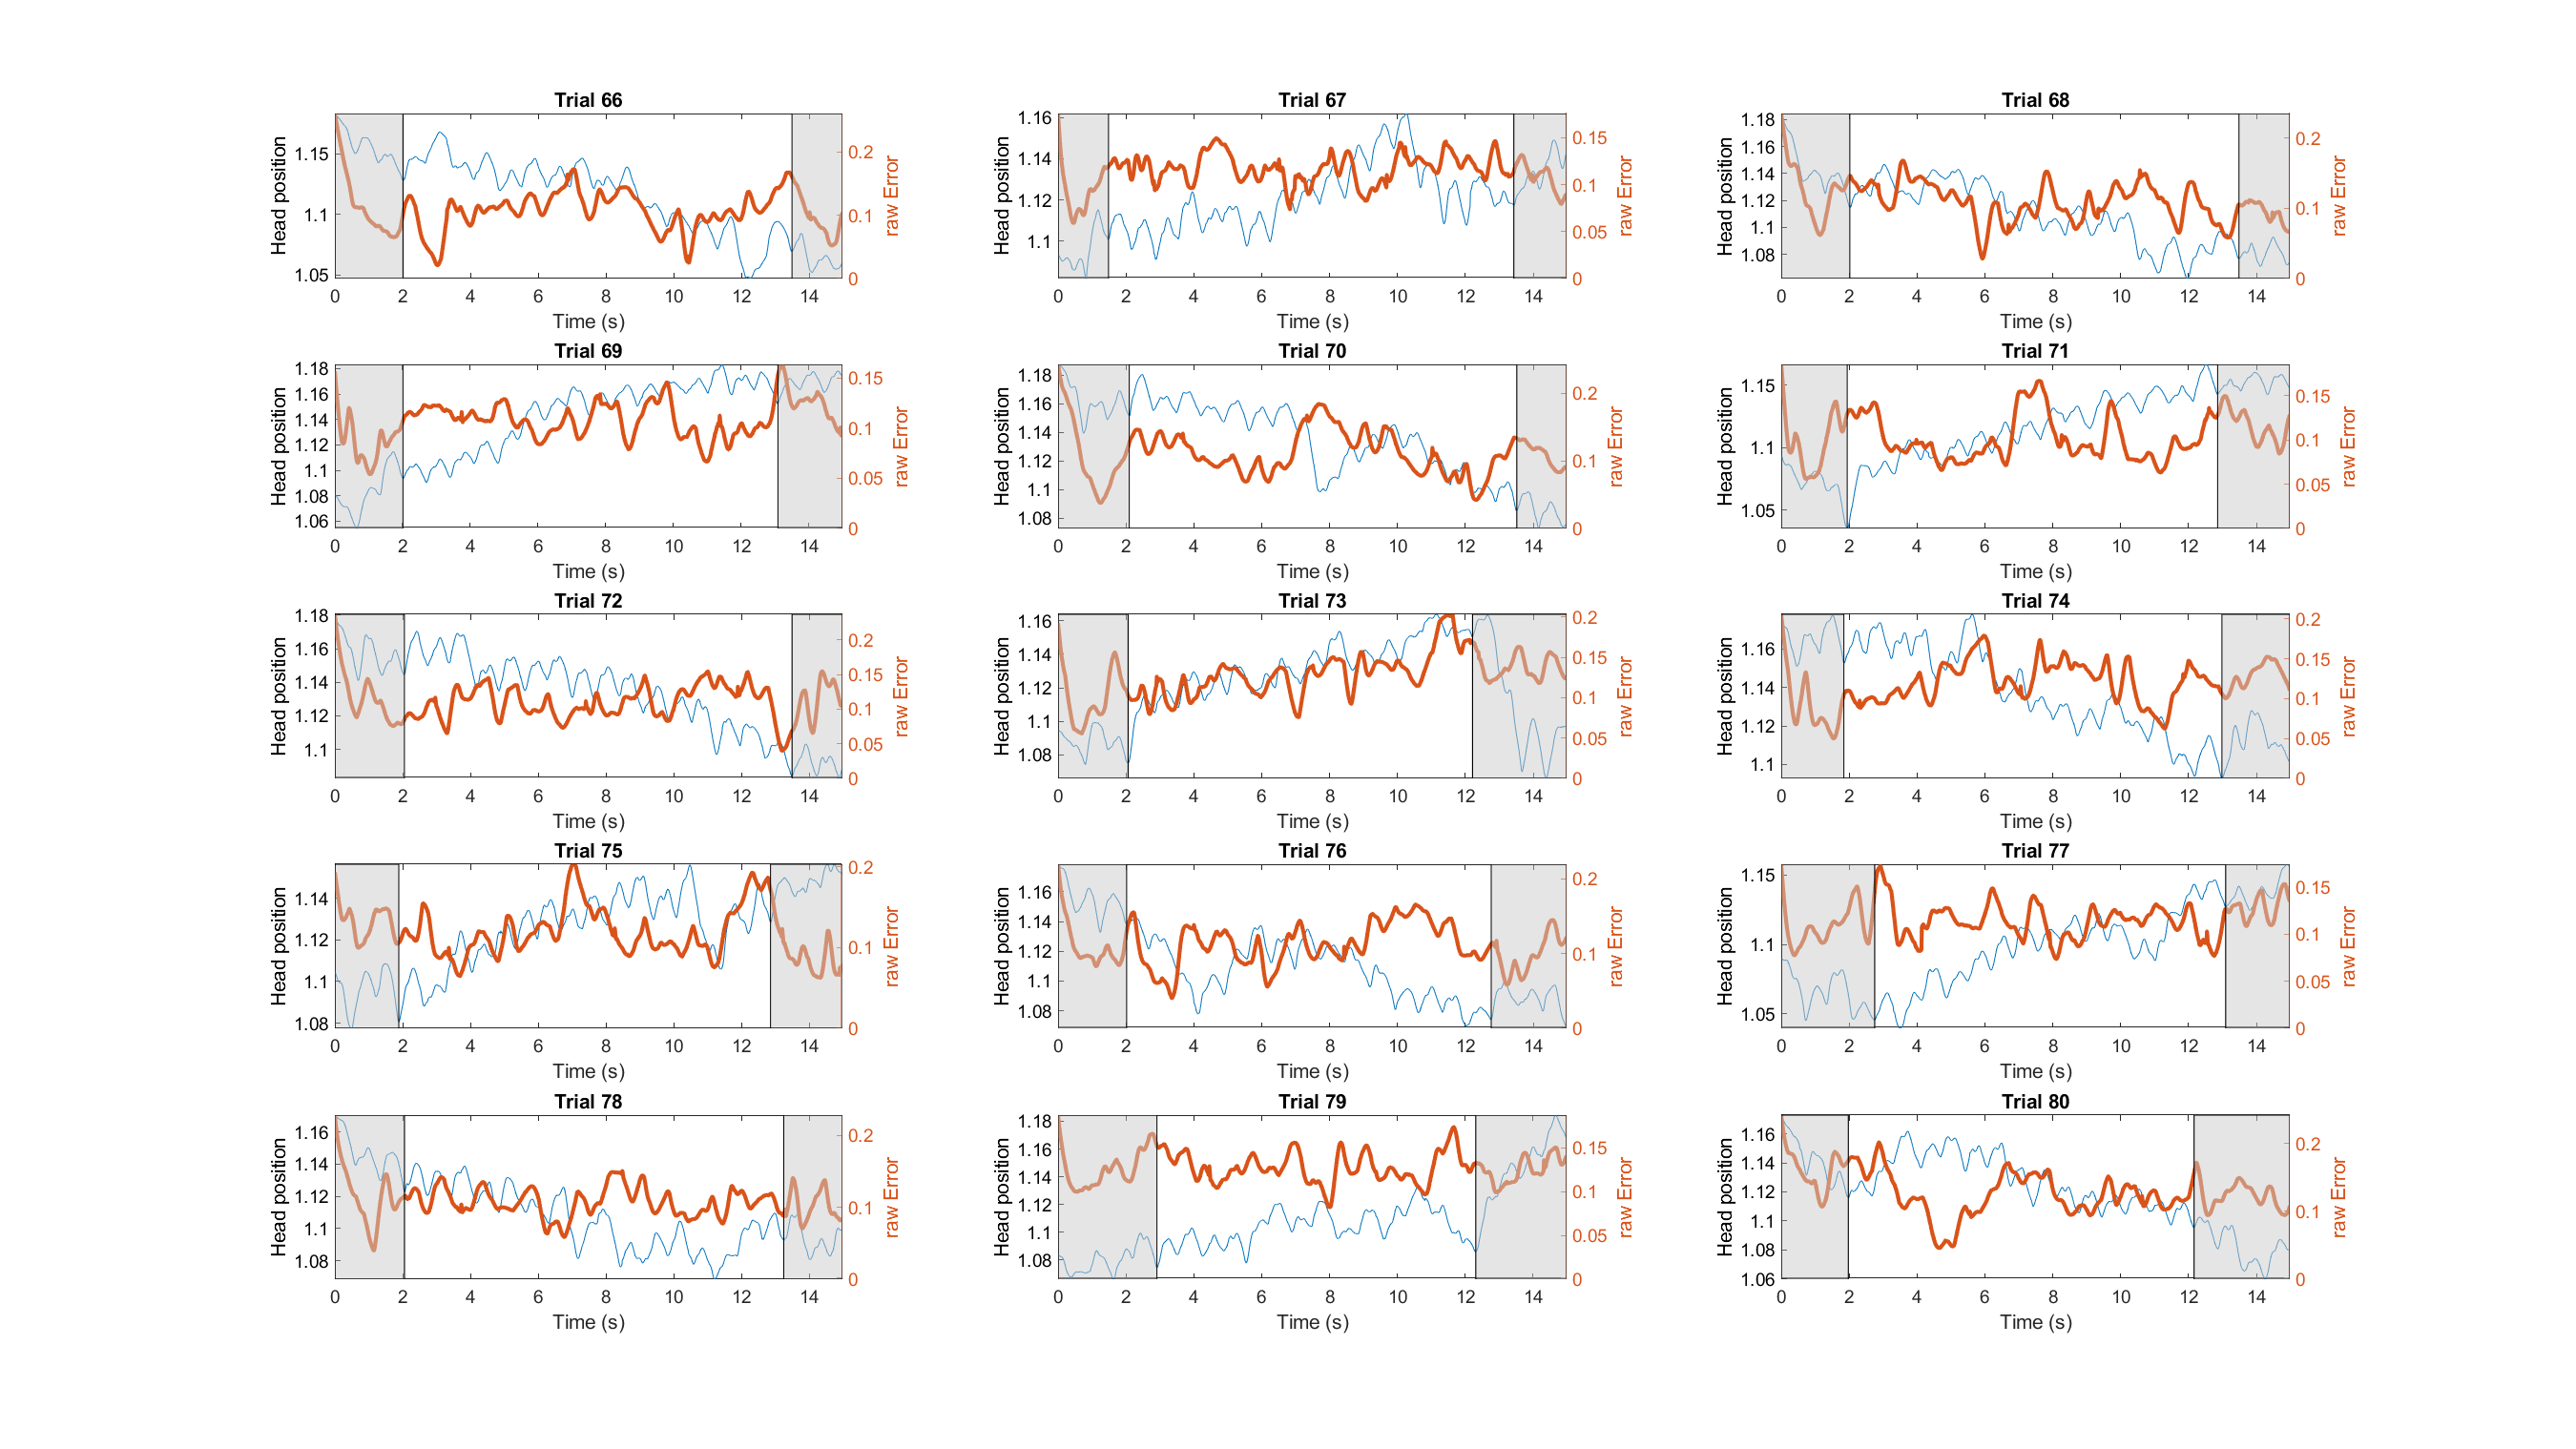 Trial 66
Head position
1.15
1.1
1.05
0.2
0.1
0
raw Error
0 2 4 6 8 10 12 14
Time (s)
Trial 67
Head position
1.16
1.14
1.12
1.1
0.15
0.1
0.05
0
raw Error
0 2 4 6 8 10 12 14
Time (s)
Trial 68
Head position
1.18
1.16
1.14
1.12
1.1
1.08
0.2
0.1
0
raw Error
0 2 4 6 8 10 12 14
Time (s)
Trial 69
Head position
1.18
1.16
1.14
1.12
1.1
1.08
1.06
0.15
0.1
0.05
0
raw Error
0 2 4 6 8 10 12 14
Time (s)
Trial 70
Head position
1.18
1.16
1.14
1.12
1.1
1.08
0.2
0.1
0
raw Error
0 2 4 6 8 10 12 14
Time (s)
Trial 71
Head position
1.15
1.1
1.05
0.15
0.1
0.05
0
raw Error
0 2 4 6 8 10 12 14
Time (s)
Trial 72
Head position
1.18
1.16
1.14
1.12
1.1
0.2
0.15
0.1
0.05
0
raw Error
0 2 4 6 8 10 12 14
Time (s)
Trial 73
Head position
1.16
1.14
1.12
1.1
1.08
0.2
0.15
0.1
0.05
0
raw Error
0 2 4 6 8 10 12 14
Time (s)
Trial 74
Head position
1.16
1.14
1.12
1.1
0.2
0.15
0.1
0.05
0
raw Error
0 2 4 6 8 10 12 14
Time (s)
Trial 75
Head position
1.14
1.12
1.1
1.08
0.2
0.1
0
raw Error
0 2 4 6 8 10 12 14
Time (s)
Trial 76
Head position
1.16
1.14
1.12
1.1
1.08
0.2
0.1
0
raw Error
0 2 4 6 8 10 12 14
Time (s)
Trial 77
Head position
1.15
1.1
1.05
0.15
0.1
0.05
0
raw Error
0 2 4 6 8 10 12 14
Time (s)
Trial 78
Head position
1.16
1.14
1.12
1.1
1.08
0.2
0.1
0
raw Error
0 2 4 6 8 10 12 14
Time (s)
Trial 79
Head position
1.18
1.16
1.14
1.12
1.1
1.08
0.15
0.1
0.05
0
raw Error
0 2 4 6 8 10 12 14
Time (s)
Trial 80
Head position
1.16
1.14
1.12
1.1
1.08
1.06
0.2
0.1
0
raw Error
0 2 4 6 8 10 12 14
Time (s)